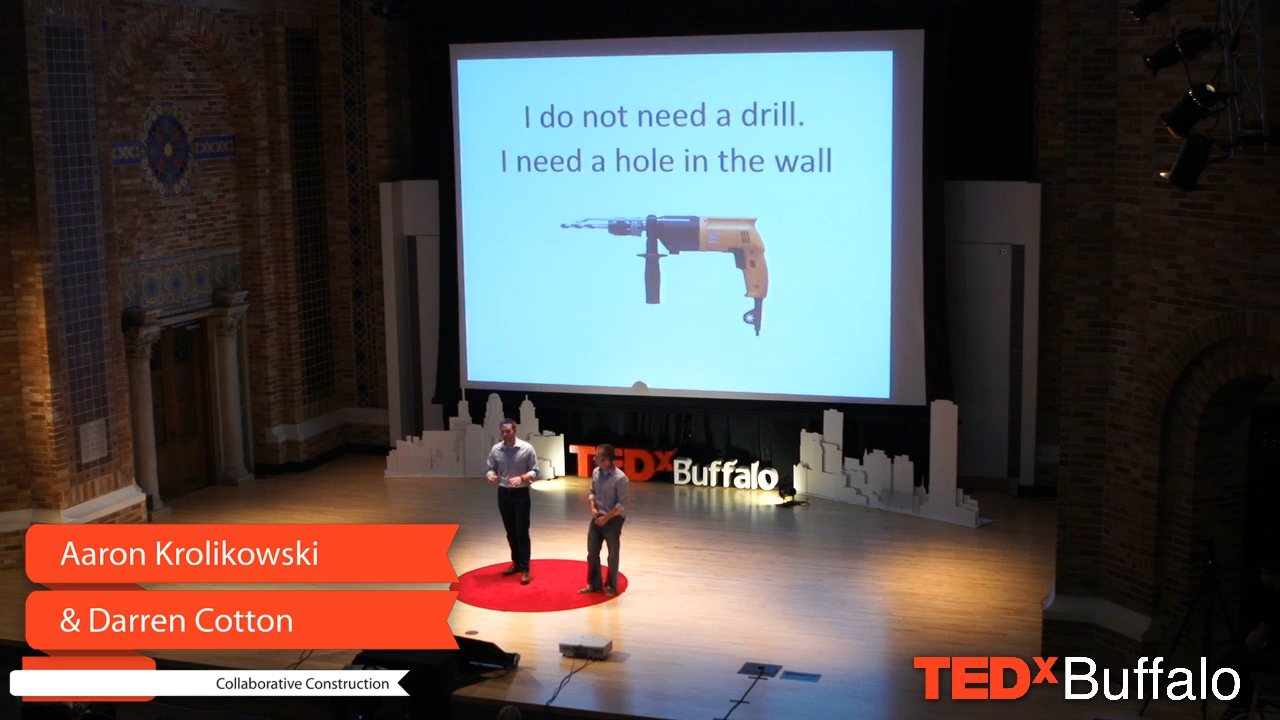 I do not need a drill.
I need a hole in the wall
TEDxBuffalo
Aaron Krolikowski
& Darren Cotton
Collaborative Construction
TEDxBuffalo